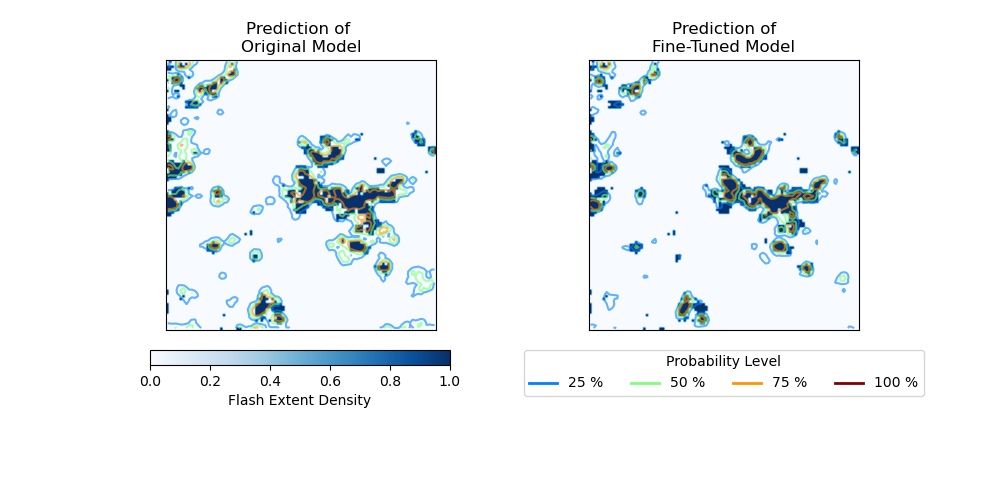 Prediction of
Original Model
Prediction of
Fine-Tuned Model
0.0 0.2 0.4 0.6 0.8 1.0
Flash Extent Density
Probability Level
25 % 50 % 75 % 100 %